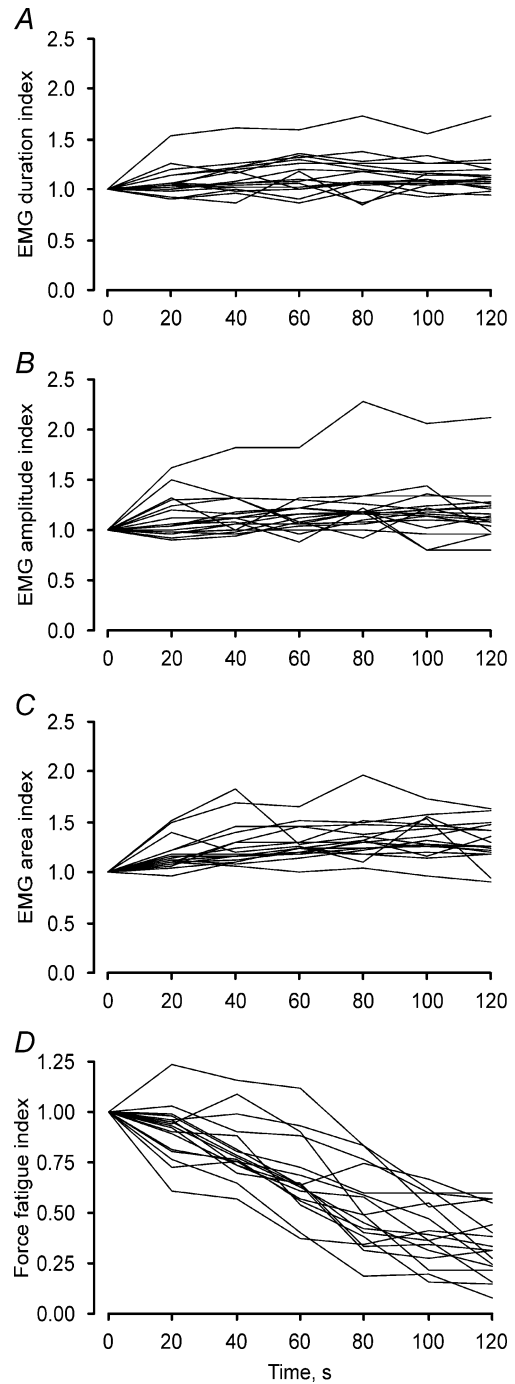 A
2.5
2.0
1.5
1.0
0.5
0.0
EMG duration index
0 20 40 60 80 100 120
B
2.5
2.0
1.5
1.0
0.5
0.0
EMG amplitude index
0 20 40 60 80 100 120
C
2.5
2.0
1.5
1.0
0.5
0.0
EMG area index
0 20 40 60 80 100 120
D
1.25
1.00
0.75
0.50
0.25
0.00
Force fatigue index
0 20 40 60 80 100 120
Time, s